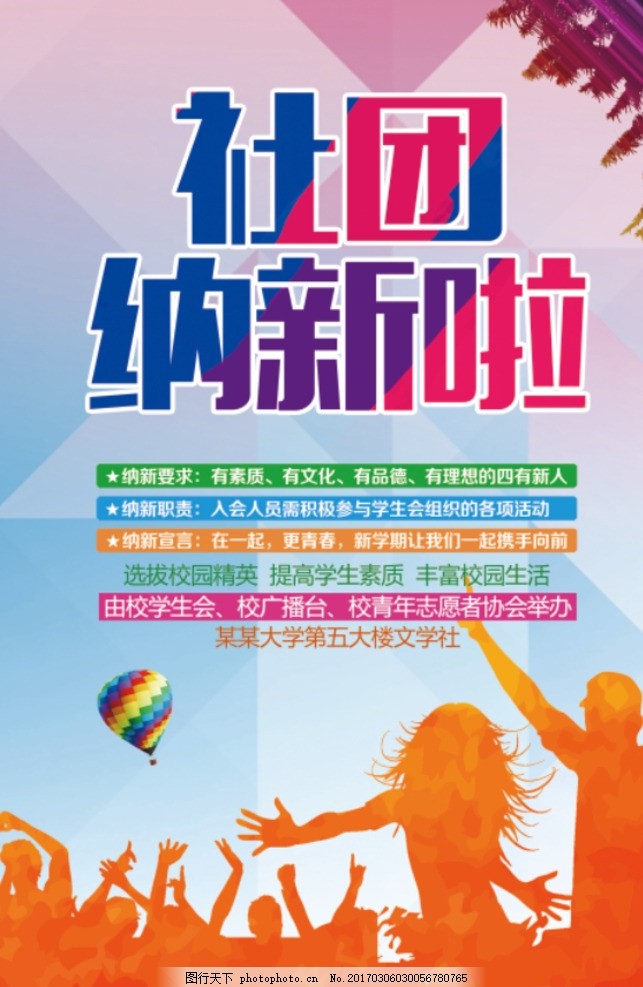 社团
纳新啦
★纳新要求：有素质、有文化、有品德、有理想的四有新人
★纳新职责：入会人员需积极参与学生会组织的各项活动
★纳新宣言：在一起，更青春，新学期让我们一起携手向前
选拔校园精英 提高学生素质 丰富校园生活
由校学生会、校广播台、校青年志愿者协会举办
某某大学第五大楼文学社
图行天下 photophoto.cn No.20170306030056780765